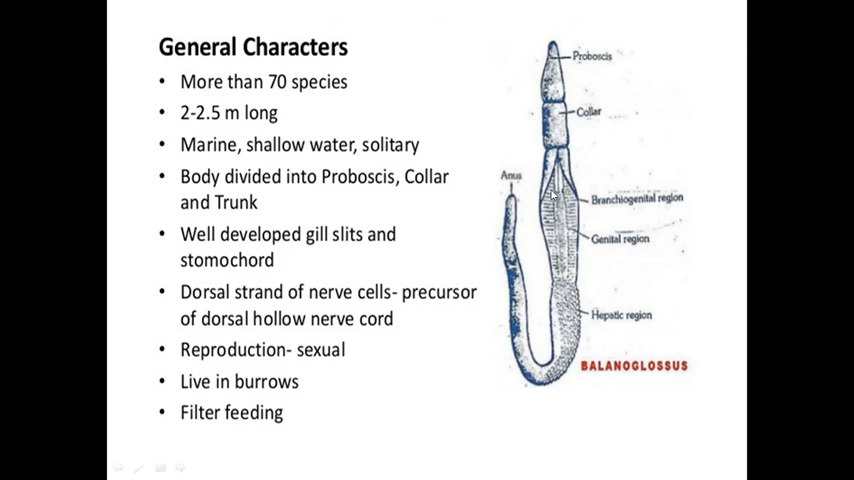 General Characters
• More than 70 species
• 2-2.5 m long
• Marine, shallow water, solitary
• Body divided into Proboscis, Collar
and Trunk
• Well developed gill slits and
stomochord
• Dorsal strand of nerve cells- precursor
of dorsal hollow nerve cord
• Reproduction- sexual
• Live in burrows
• Filter feeding
Proboscis
Collar
Anus
Branchiogenital region
Genital region
Hepatic region
BALANOGLOSSUS